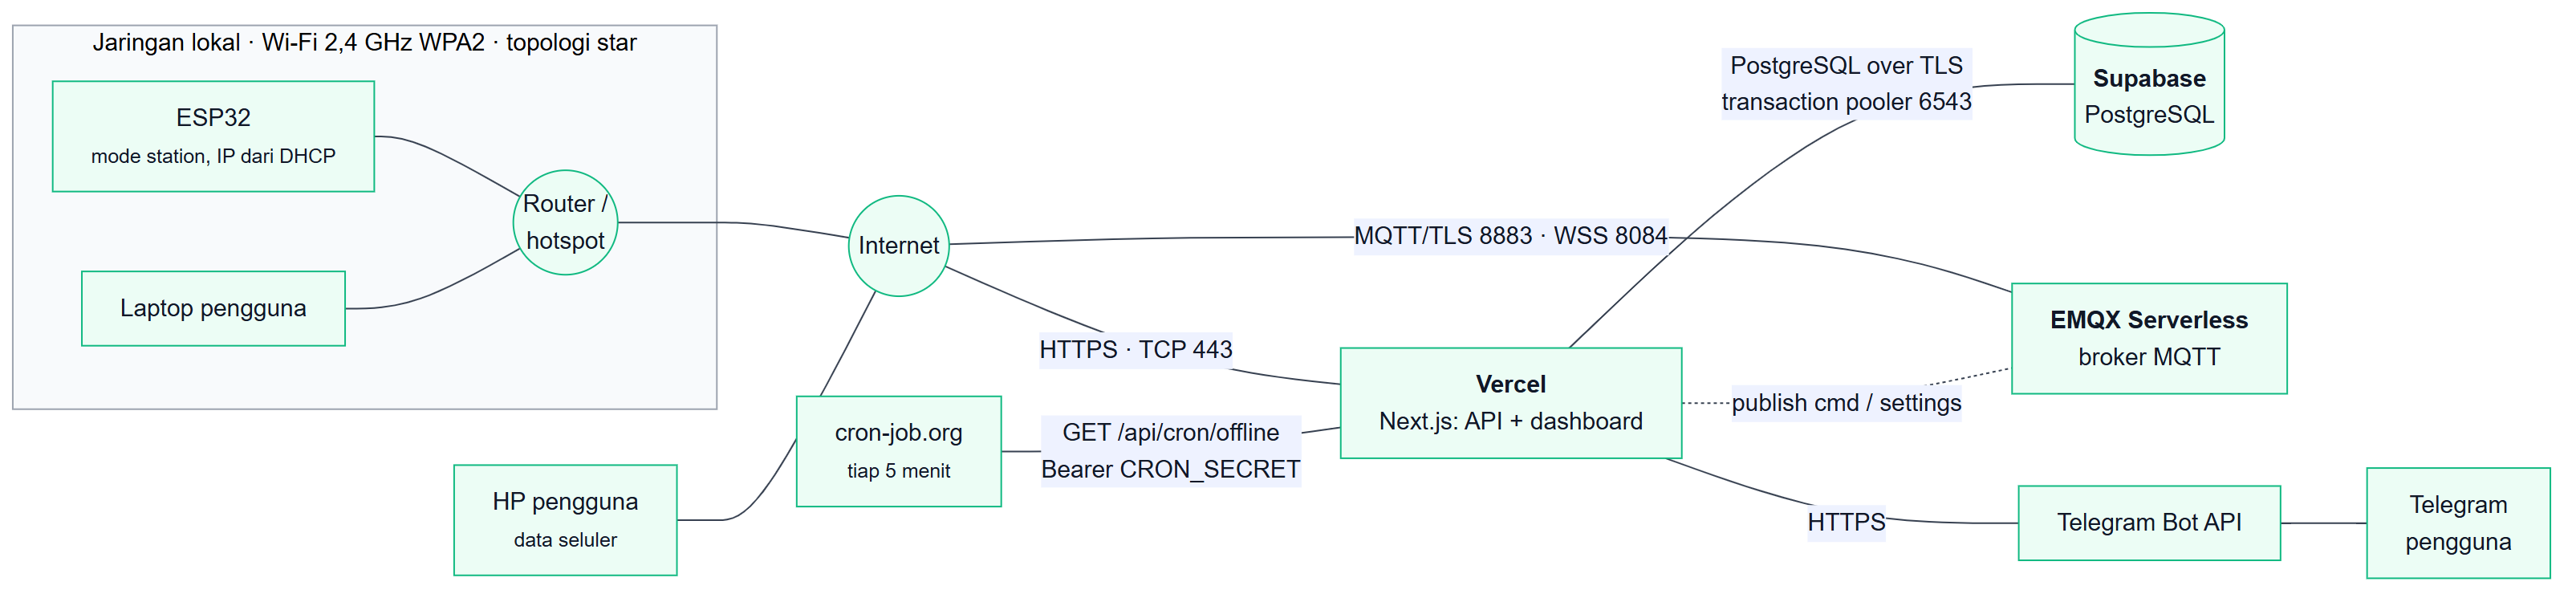 Jaringan lokal · Wi-Fi 2,4 GHz WPA2 · topologi star
ESP32
mode station, IP dari DHCP
Laptop pengguna
Router /
hotspot
HP pengguna
data seluler
Internet
cron-job.org
tiap 5 menit
HTTPS · TCP 443
GET /api/cron/offline
Bearer CRON_SECRET
MQTT/TLS 8883 · WSS 8084
Vercel
Next.js: API + dashboard
PostgreSQL over TLS
transaction pooler 6543
publish cmd / settings
HTTPS
Supabase
PostgreSQL
EMQX Serverless
broker MQTT
Telegram Bot API
Telegram
pengguna